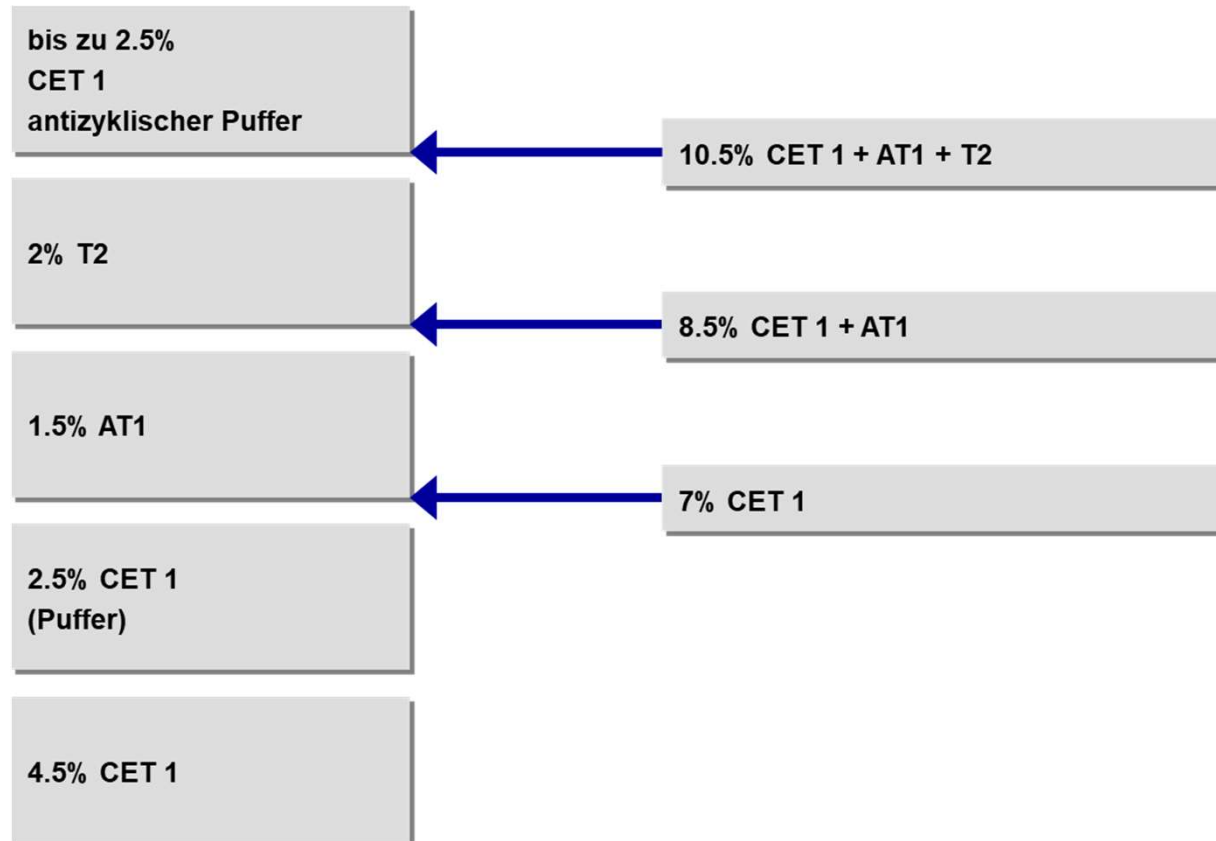 bis zu 2.5%
CET 1
antizyklischer Puffer
10.5% CET 1 + AT1 + T2
2% T2
8.5% CET 1 + AT1
1.5% AT1
7% CET 1
2.5% CET 1
(Puffer)
4.5% CET 1